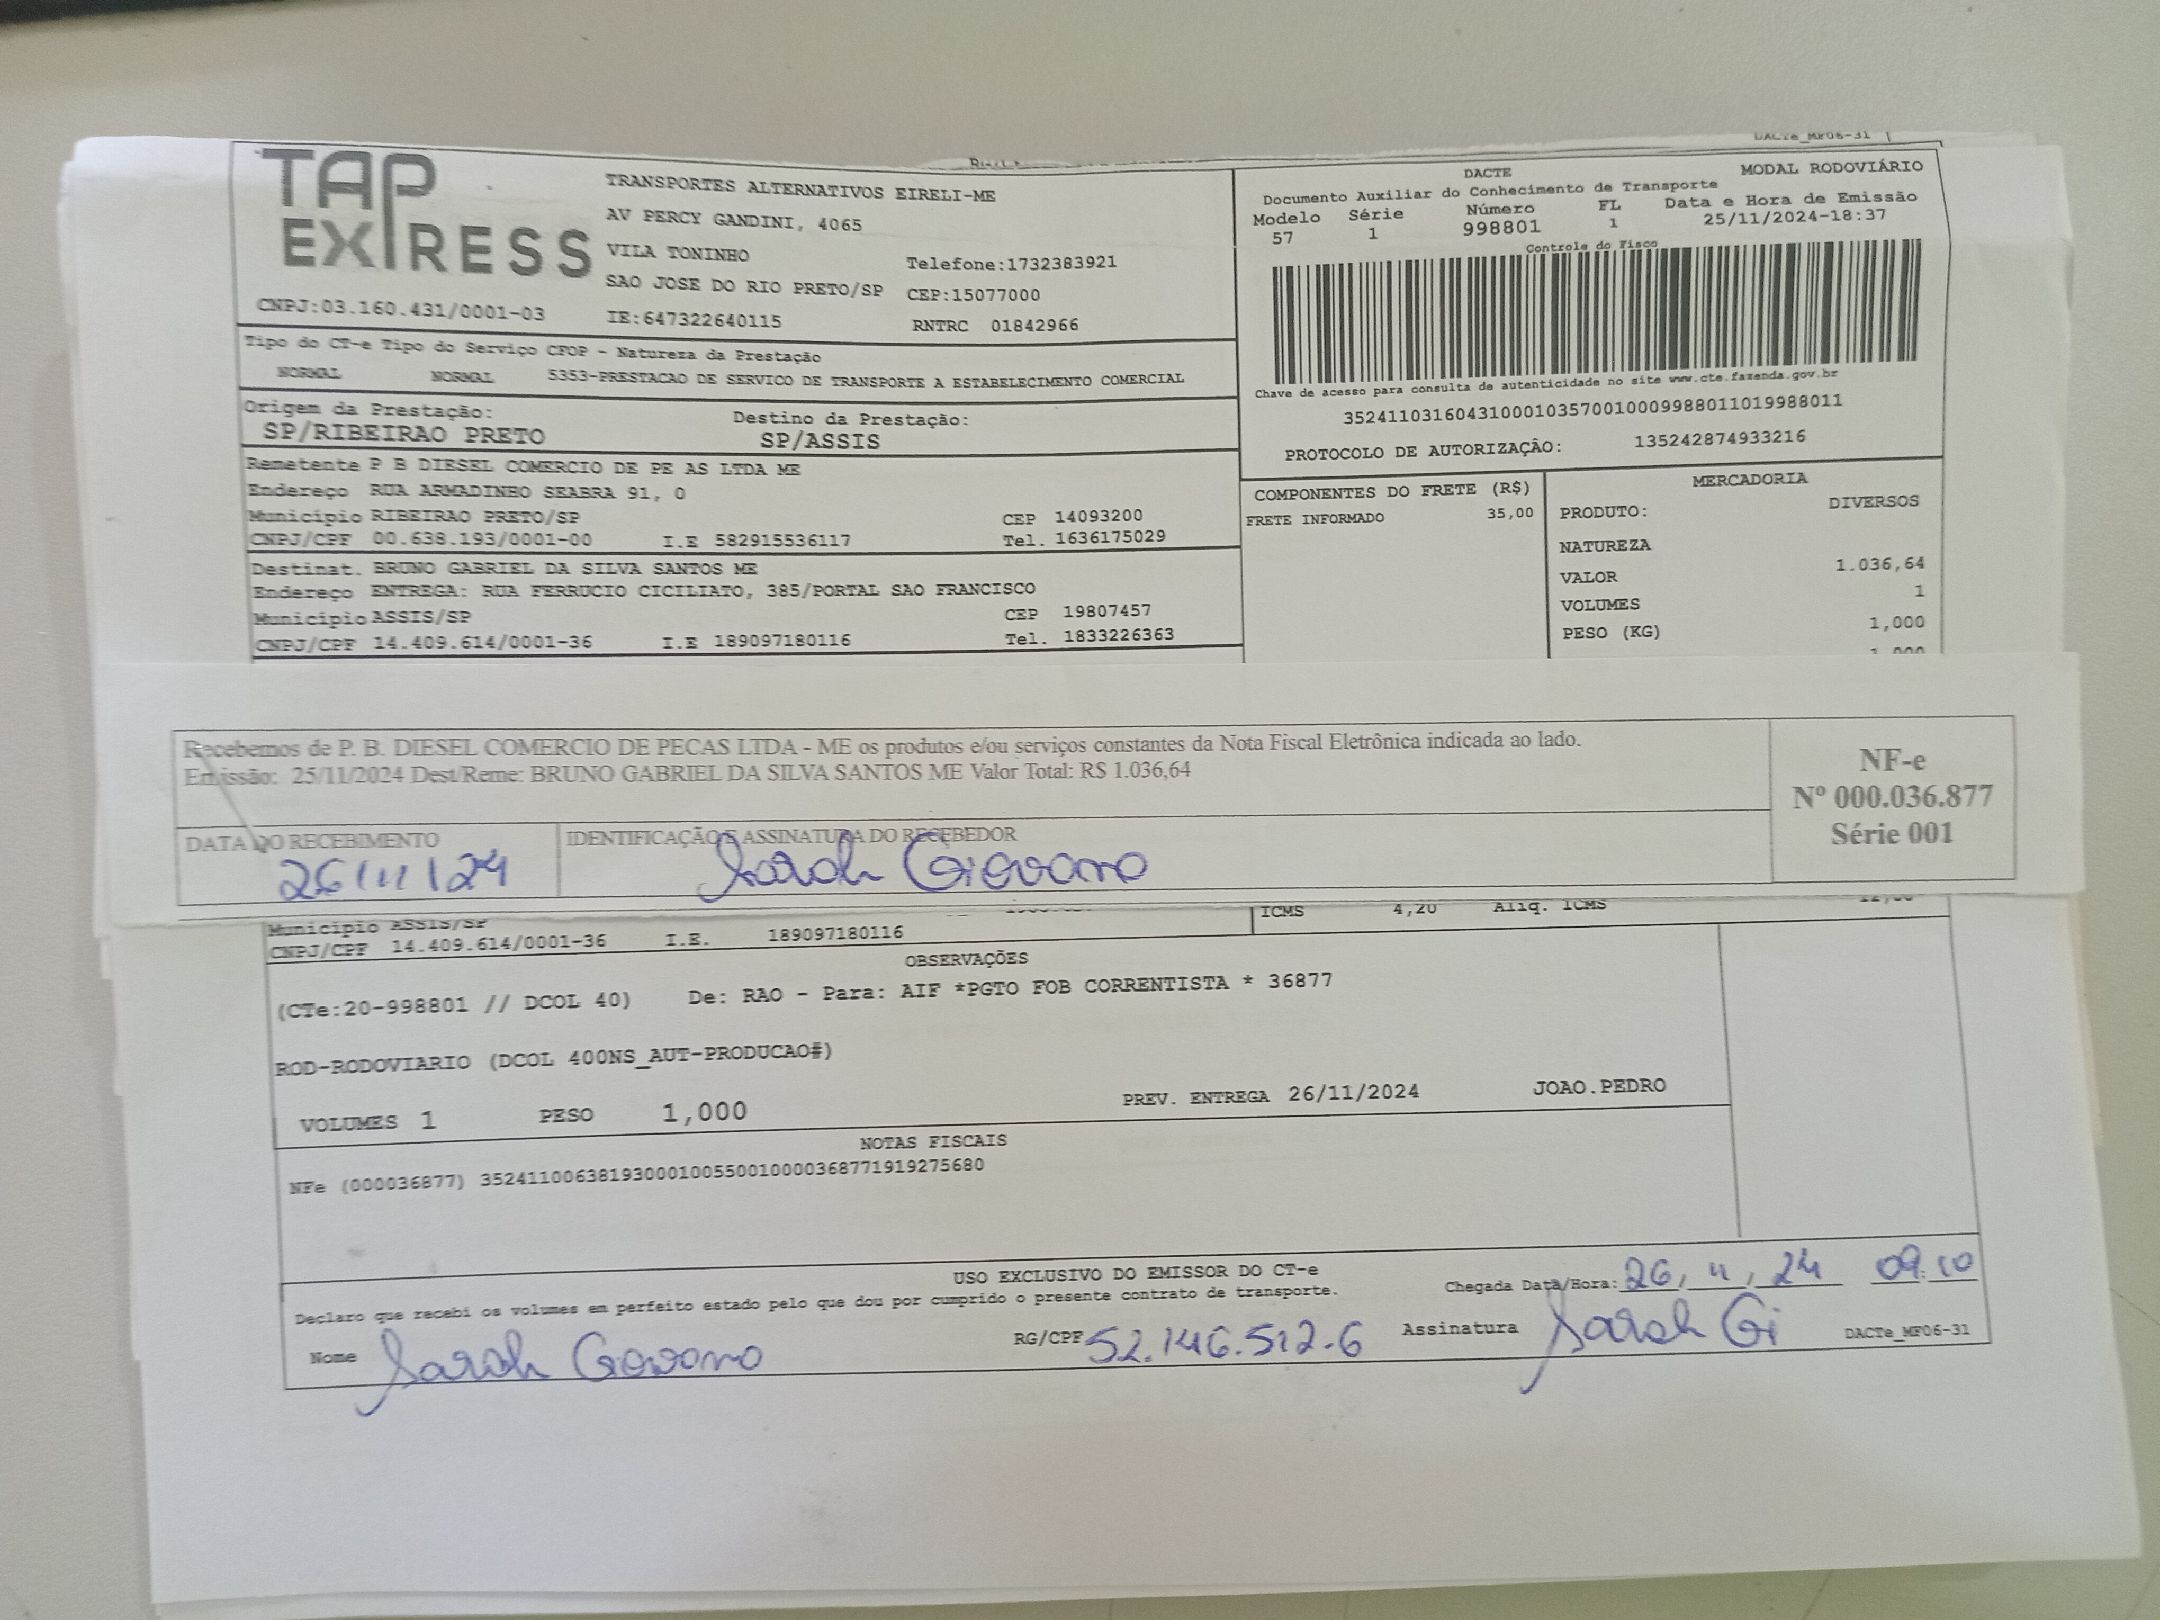 DACTe_MF06-31
TAP EXPRESS
TRANSPORTES ALTERNATIVOS EIRELI-ME
AV PERCY GANDINI, 4065
VILA TONINHO
Telefone:1732383921
SAO JOSE DO RIO PRETO/SP CEP:15077000
CNPJ:03.160.431/0001-03 IE:647322640115 RNTRC 01842966
DACTE MODAL RODOVIÁRIO
Documento Auxiliar do Conhecimento de Transporte
Modelo Série Número FL Data e Hora de Emissão
57 1 998801 1 25/11/2024-18:37
Controle do Fisco
Chave de acesso para consulta de autenticidade no site www.cte.fazenda.gov.br
35241103160431000103570010009988011019988011
PROTOCOLO DE AUTORIZAÇÂO: 135242874933216
Tipo do CT-e Tipo do Serviço CFOP - Natureza da Prestação
NORMAL NORMAL 5353-PRESTACAO DE SERVICO DE TRANSPORTE A ESTABELECIMENTO COMERCIAL
Origem da Prestação: Destino da Prestação:
SP/RIBEIRAO PRETO SP/ASSIS
Remetente P B DIESEL COMERCIO DE PE AS LTDA ME
Endereço RUA ARMADINHO SEABRA 91, 0
Município RIBEIRAO PRETO/SP CEP 14093200
CNPJ/CPF 00.638.193/0001-00 I.E 582915536117 Tel. 1636175029
Destinat. BRUNO GABRIEL DA SILVA SANTOS ME
Endereço ENTREGA: RUA FERRUCIO CICILIATO, 385/PORTAL SAO FRANCISCO
Município ASSIS/SP CEP 19807457
CNPJ/CPF 14.409.614/0001-36 I.E 189097180116 Tel. 1833226363
COMPONENTES DO FRETE (R$)
FRETE INFORMADO 35,00
MERCADORIA
PRODUTO: DIVERSOS
NATUREZA
VALOR 1.036,64
VOLUMES 1
PESO (KG) 1,000
Recebemos de P. B. DIESEL COMERCIO DE PECAS LTDA - ME os produtos e/ou serviços constantes da Nota Fiscal Eletrônica indicada ao lado.
Emissão: 25/11/2024 Dest/Reme: BRUNO GABRIEL DA SILVA SANTOS ME Valor Total: R$ 1.036,64
NF-e
Nº 000.036.877
Série 001
DATA DO RECEBIMENTO IDENTIFICAÇÃO E ASSINATURA DO RECEBEDOR
26/11/24 Sarah Giovana
Município ASSIS/SP
CNPJ/CPF 14.409.614/0001-36 I.E. 189097180116
ICMS 4,20 Aliq. ICMS
OBSERVAÇÕES
(CTe:20-998801 // DCOL 40) De: RAO - Para: AIF *PGTO FOB CORRENTISTA * 36877
ROD-RODOVIARIO (DCOL 400NS_AUT-PRODUCAO#)
VOLUMES 1 PESO 1,000 PREV. ENTREGA 26/11/2024 JOAO.PEDRO
NOTAS FISCAIS
NFe (000036877) 35241100638193000100550010000368771919275680
USO EXCLUSIVO DO EMISSOR DO CT-e
Declaro que recebi os volumes em perfeito estado pelo que dou por cumprido o presente contrato de transporte.
Chegada Data/Hora: 26, 11, 24 09:10
Nome Sarah Giovana RG/CPF 52.146.512-6 Assinatura Sarah Gi DACTe_MF06-31